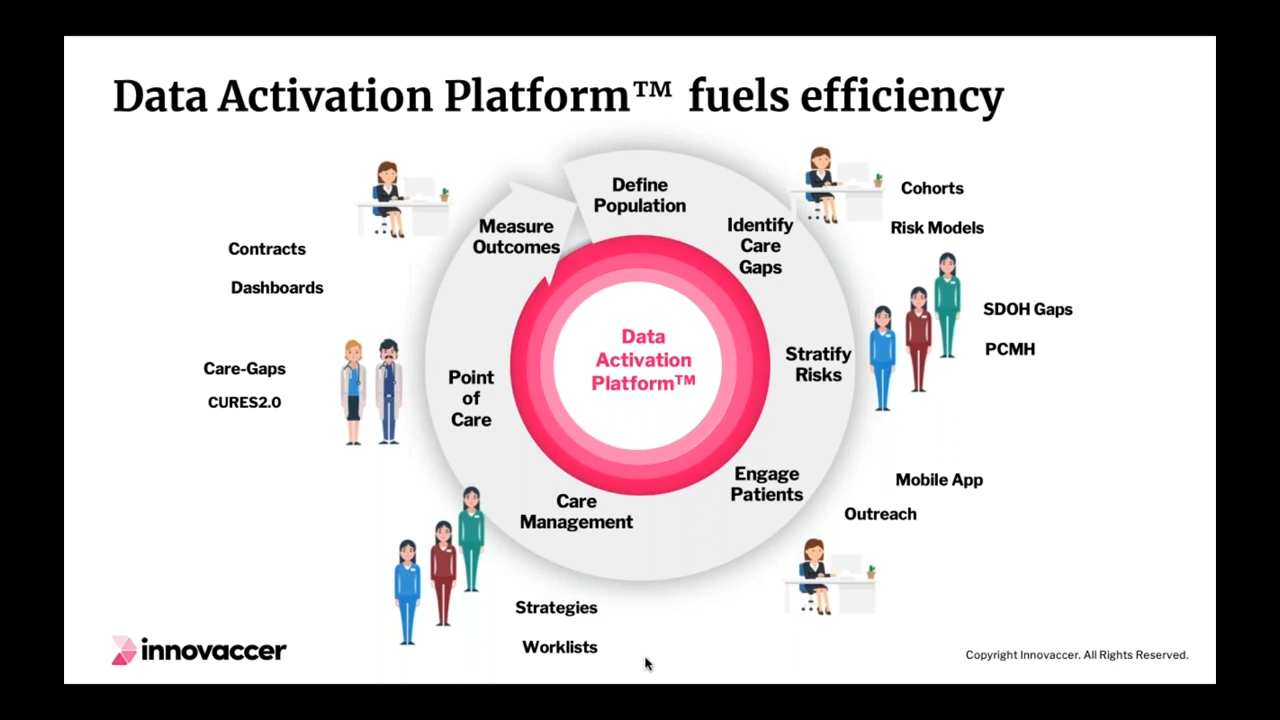 Data Activation Platform™ fuels efficiency
Define
Population
Identify
Care
Gaps
Stratify
Risks
Engage
Patients
Care
Management
Point
of
Care
Measure
Outcomes
Data
Activation
Platform™
Cohorts
Risk Models
SDOH Gaps
PCMH
Mobile App
Outreach
Strategies
Worklists
Care-Gaps
CURES2.0
Contracts
Dashboards
innovaccer
Copyright Innovaccer. All Rights Reserved.